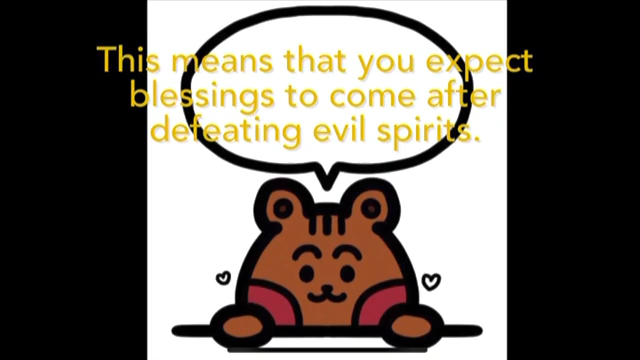 This means that you expect
blessings to come after
defeating evil spirits.